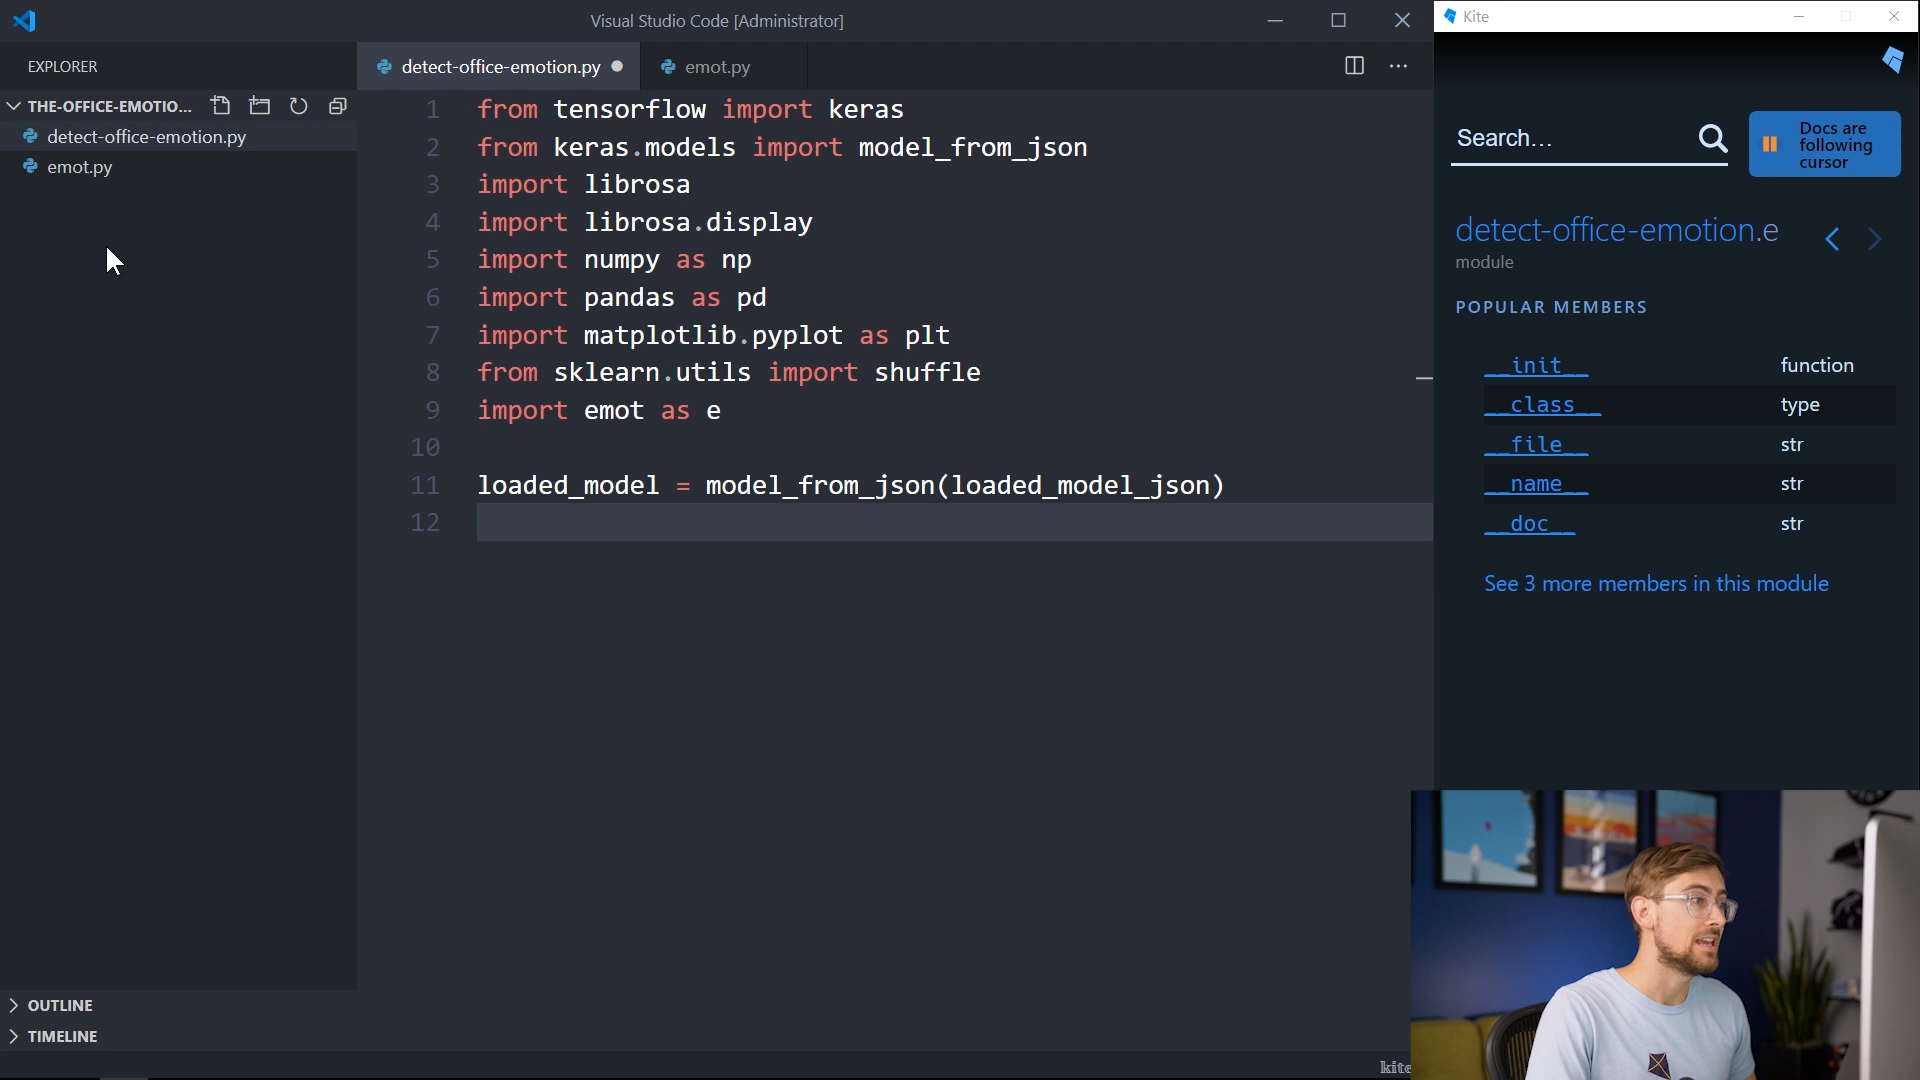 Visual Studio Code [Administrator]
EXPLORER
THE-OFFICE-EMOTIO...
detect-office-emotion.py
emot.py
OUTLINE
TIMELINE
detect-office-emotion.py
emot.py
1 from tensorflow import keras
2 from keras.models import model_from_json
3 import librosa
4 import librosa.display
5 import numpy as np
6 import pandas as pd
7 import matplotlib.pyplot as plt
8 from sklearn.utils import shuffle
9 import emot as e
10
11 loaded_model = model_from_json(loaded_model_json)
12
kite
Kite
Search...
Docs are
following
cursor
detect-office-emotion.e
module
POPULAR MEMBERS
__init__ function
__class__ type
__file__ str
__name__ str
__doc__ str
See 3 more members in this module